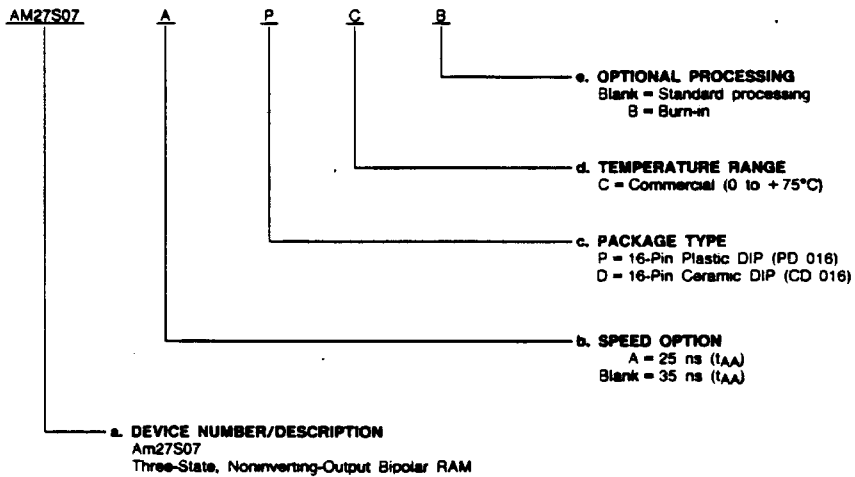 AM27S07 A P C B
e. OPTIONAL PROCESSING
Blank = Standard processing
B = Burn-in
d. TEMPERATURE RANGE
C = Commercial (0 to +75°C)
c. PACKAGE TYPE
P = 16-Pin Plastic DIP (PD 016)
D = 16-Pin Ceramic DIP (CD 016)
b. SPEED OPTION
A = 25 ns (tAA)
Blank = 35 ns (tAA)
a. DEVICE NUMBER/DESCRIPTION
Am27S07
Three-State, Noninverting-Output Bipolar RAM